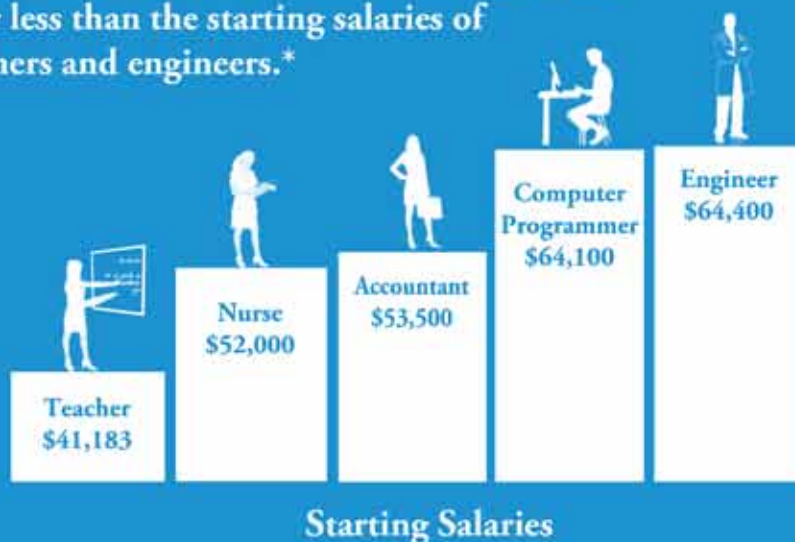 less than the starting salaries of
ners and engineers.*
Computer
Programmer
$64,100
Engineer
$64,400
Accountant
$53,500
Nurse
$52,000
Teacher
$41,183
Starting Salaries